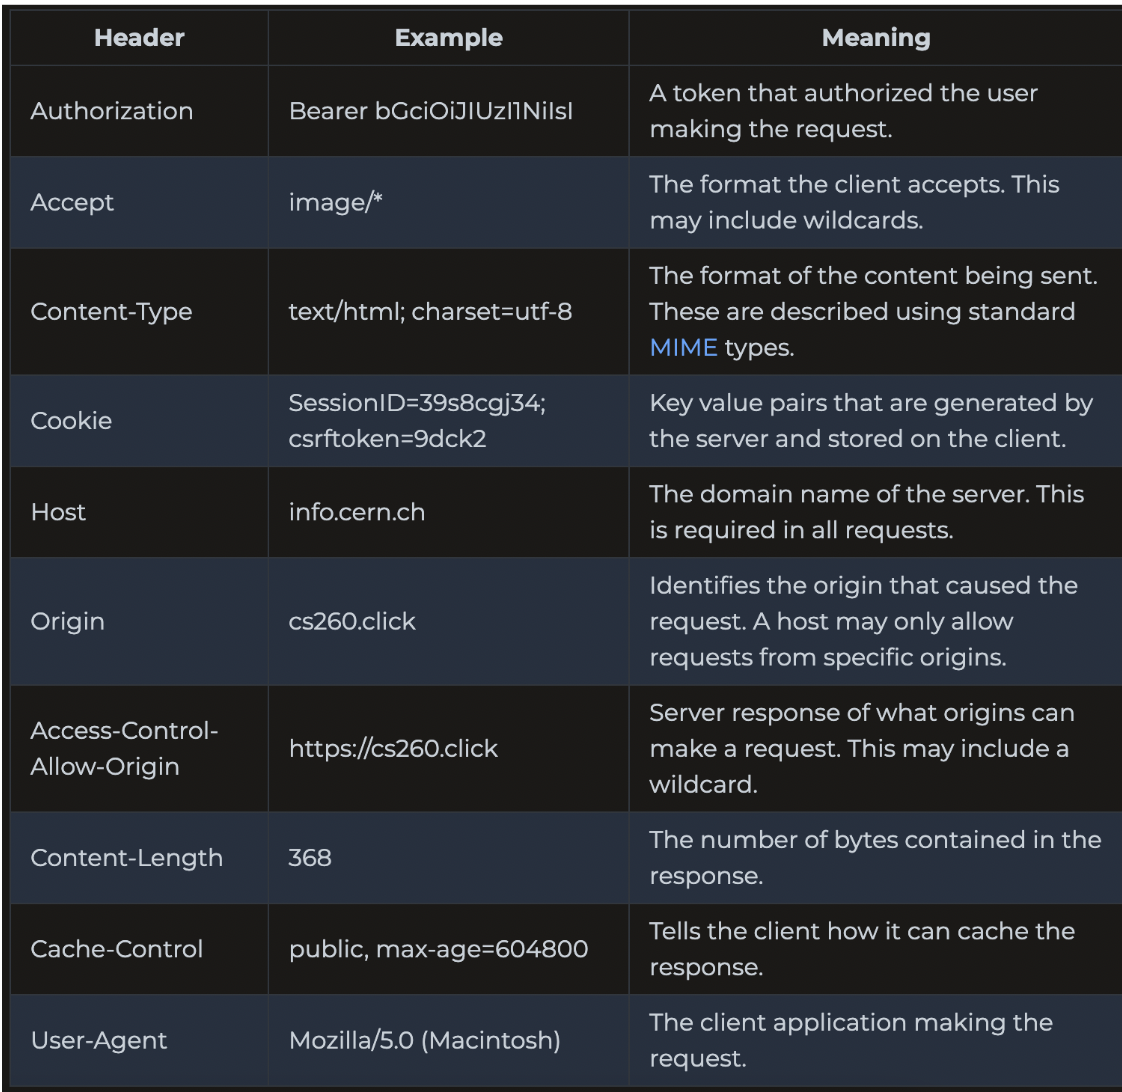 Header Example Meaning
Authorization
Bearer bGciOiJIUzI1NiIsI
A token that authorized the user
making the request.
Accept
image/*
The format the client accepts. This
may include wildcards.
Content-Type
text/html; charset=utf-8
The format of the content being sent.
These are described using standard
MIME types.
Cookie
SessionID=39s8cgj34;
csrftoken=9dck2
Key value pairs that are generated by
the server and stored on the client.
Host
info.cern.ch
The domain name of the server. This
is required in all requests.
Origin
cs260.click
Identifies the origin that caused the
request. A host may only allow
requests from specific origins.
Access-Control-
Allow-Origin
https://cs260.click
Server response of what origins can
make a request. This may include a
wildcard.
Content-Length
368
The number of bytes contained in the
response.
Cache-Control
public, max-age=604800
Tells the client how it can cache the
response.
User-Agent
Mozilla/5.0 (Macintosh)
The client application making the
request.